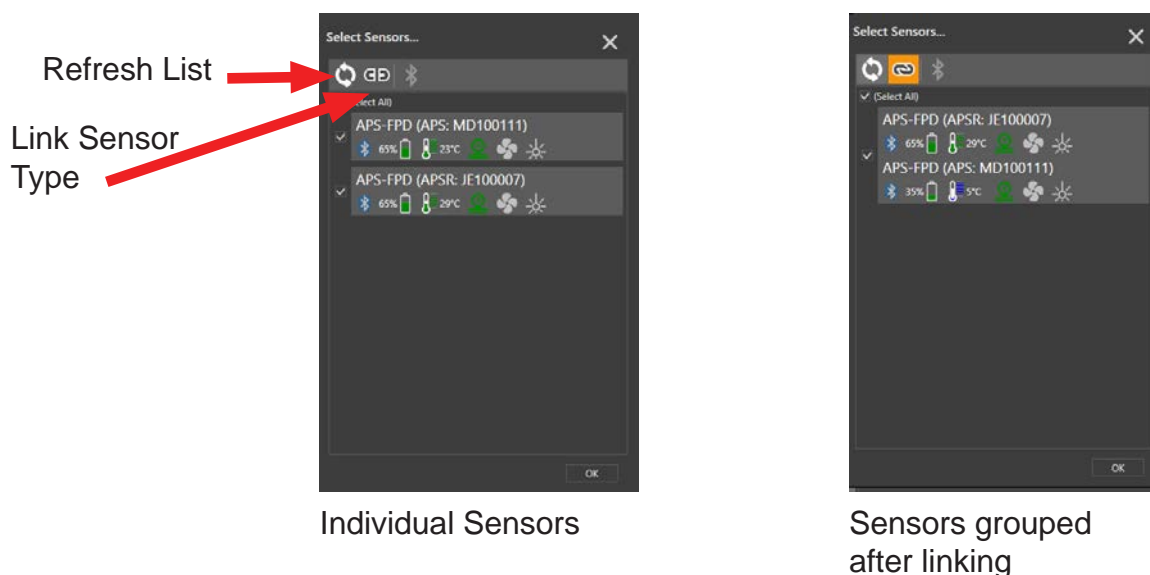 Refresh List
Link Sensor
Type
Select Sensors...
(Select All)
APS-FPD (APS: MD100111)
65% 23°C
APS-FPD (APSR: JE100007)
65% 29°C
OK
Individual Sensors
Select Sensors...
(Select All)
APS-FPD (APSR: JE100007)
65% 29°C
APS-FPD (APS: MD100111)
35% 5°C
OK
Sensors grouped
after linking